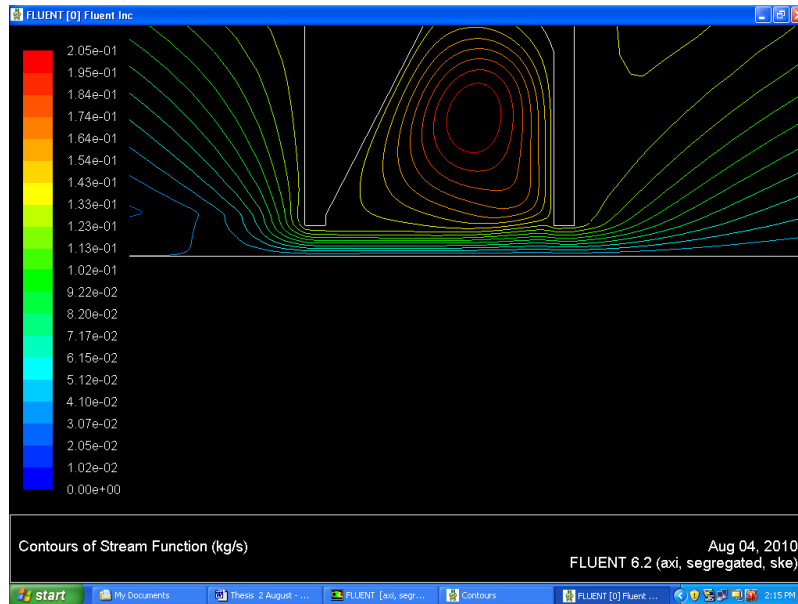 FLUENT [0] Fluent Inc
2.05e-01
1.95e-01
1.84e-01
1.74e-01
1.64e-01
1.54e-01
1.43e-01
1.33e-01
1.23e-01
1.13e-01
1.02e-01
9.22e-02
8.20e-02
7.17e-02
6.15e-02
5.12e-02
4.10e-02
3.07e-02
2.05e-02
1.02e-02
0.00e+00
Contours of Stream Function (kg/s)
Aug 04, 2010
FLUENT 6.2 (axi, segregated, ske)
start
My Documents
Thesis 2 August - ...
FLUENT [axi, segr...
Contours
FLUENT [0] Fluent ...
2:15 PM